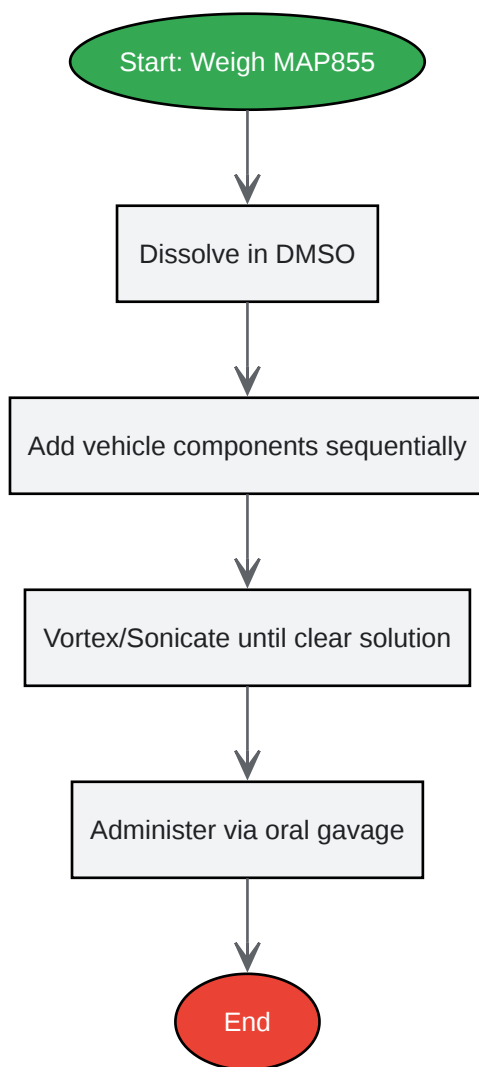 Start: Weigh MAP855
Dissolve in DMSO
Add vehicle components sequentially
Vortex/Sonicate until clear solution
Administer via oral gavage
End